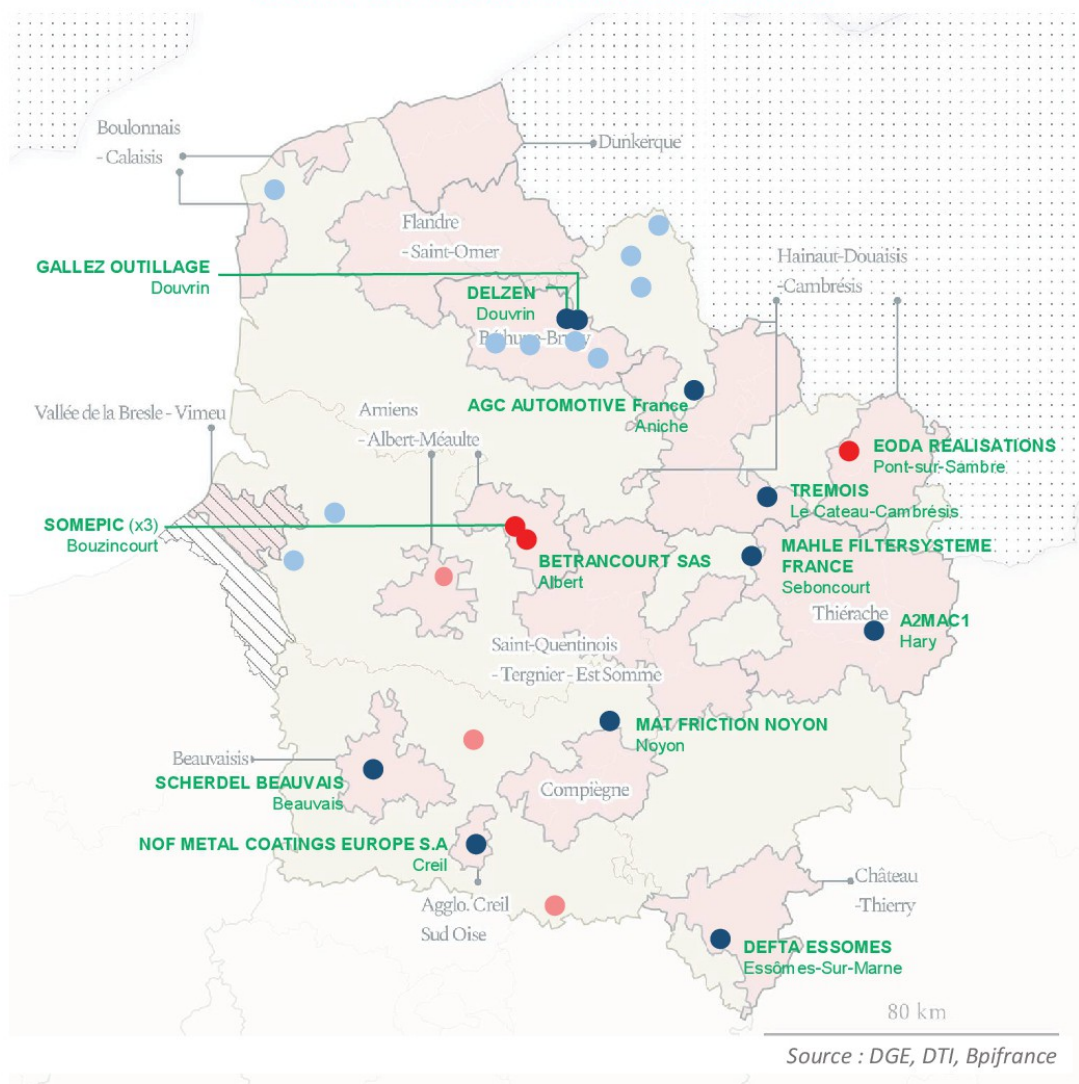 Boulonnais
- Calaisis
Dunkerque
Flandre
- Saint-Omer
Hainaut-Douaisis
-Cambrésis
GALLEZ OUTILLAGE
Douvrin
DELZEN
Douvrin
Béthune-Bruay
AGC AUTOMOTIVE France
Aniche
Vallée de la Bresle - Vimeu
Amiens
- Albert-Méaulte
EODA RÉALISATIONS
Pont-sur-Sambre
TREMOIS
Le Cateau-Cambrésis
SOMEPIC (x3)
Bouzincourt
BETRANCOURT SAS
Albert
MAHLE FILTERSYSTEME
FRANCE
Seboncourt
Thiérache
A2MAC1
Hary
Saint-Quentinois
- Tergnier - Est Somme
MAT FRICTION NOYON
Noyon
Beauvaisis
SCHERDEL BEAUVAIS
Beauvais
Compiègne
NOF METAL COATINGS EUROPE S.A
Creil
Agglo. Creil
Sud Oise
Château
-Thierry
DEFTA ESSOMES
Essômes-Sur-Marne
80 km
Source : DGE, DTI, Bpifrance